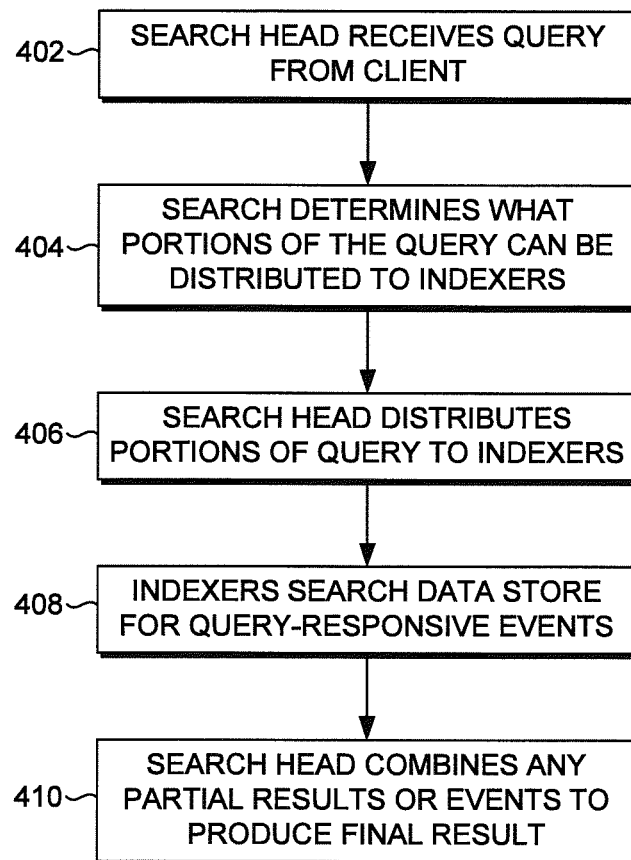 402
SEARCH HEAD RECEIVES QUERY
FROM CLIENT
404
SEARCH DETERMINES WHAT
PORTIONS OF THE QUERY CAN BE
DISTRIBUTED TO INDEXERS
406
SEARCH HEAD DISTRIBUTES
PORTIONS OF QUERY TO INDEXERS
408
INDEXERS SEARCH DATA STORE
FOR QUERY-RESPONSIVE EVENTS
410
SEARCH HEAD COMBINES ANY
PARTIAL RESULTS OR EVENTS TO
PRODUCE FINAL RESULT